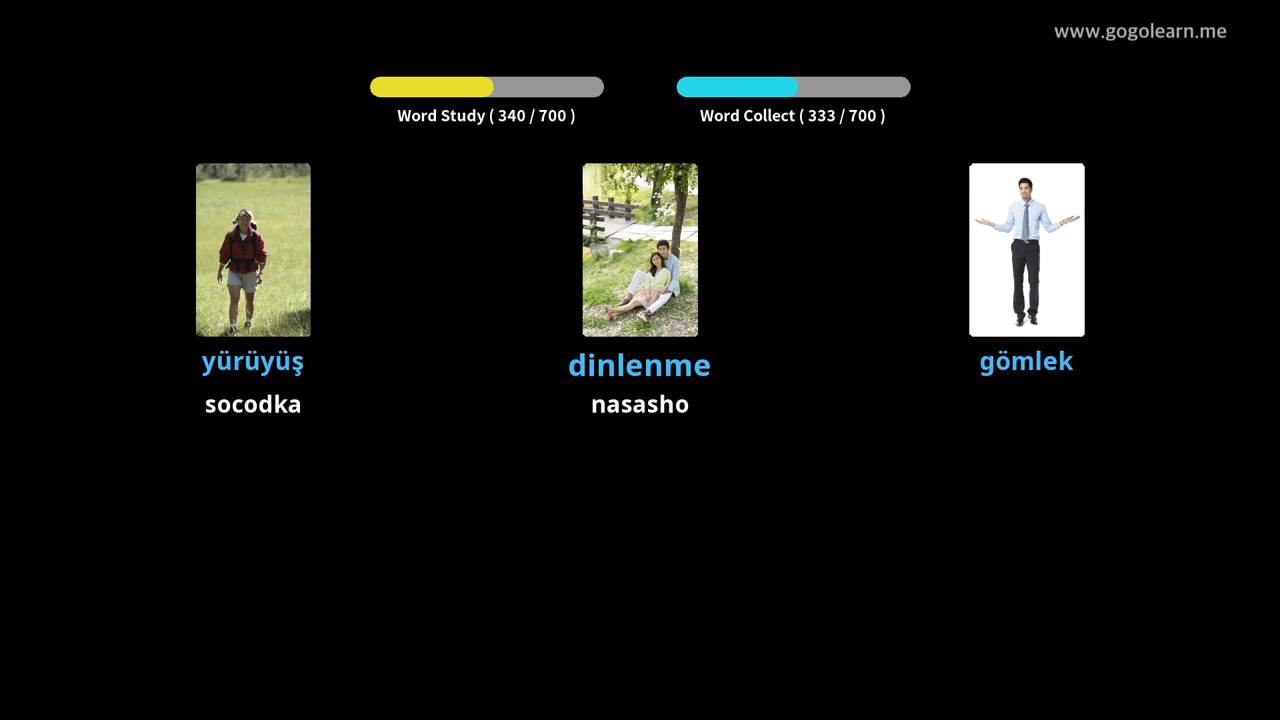 www.gogolearn.me
Word Study ( 340 / 700 )
Word Collect ( 333 / 700 )
yürüyüş
dinlenme
gömlek
socodka
nasasho